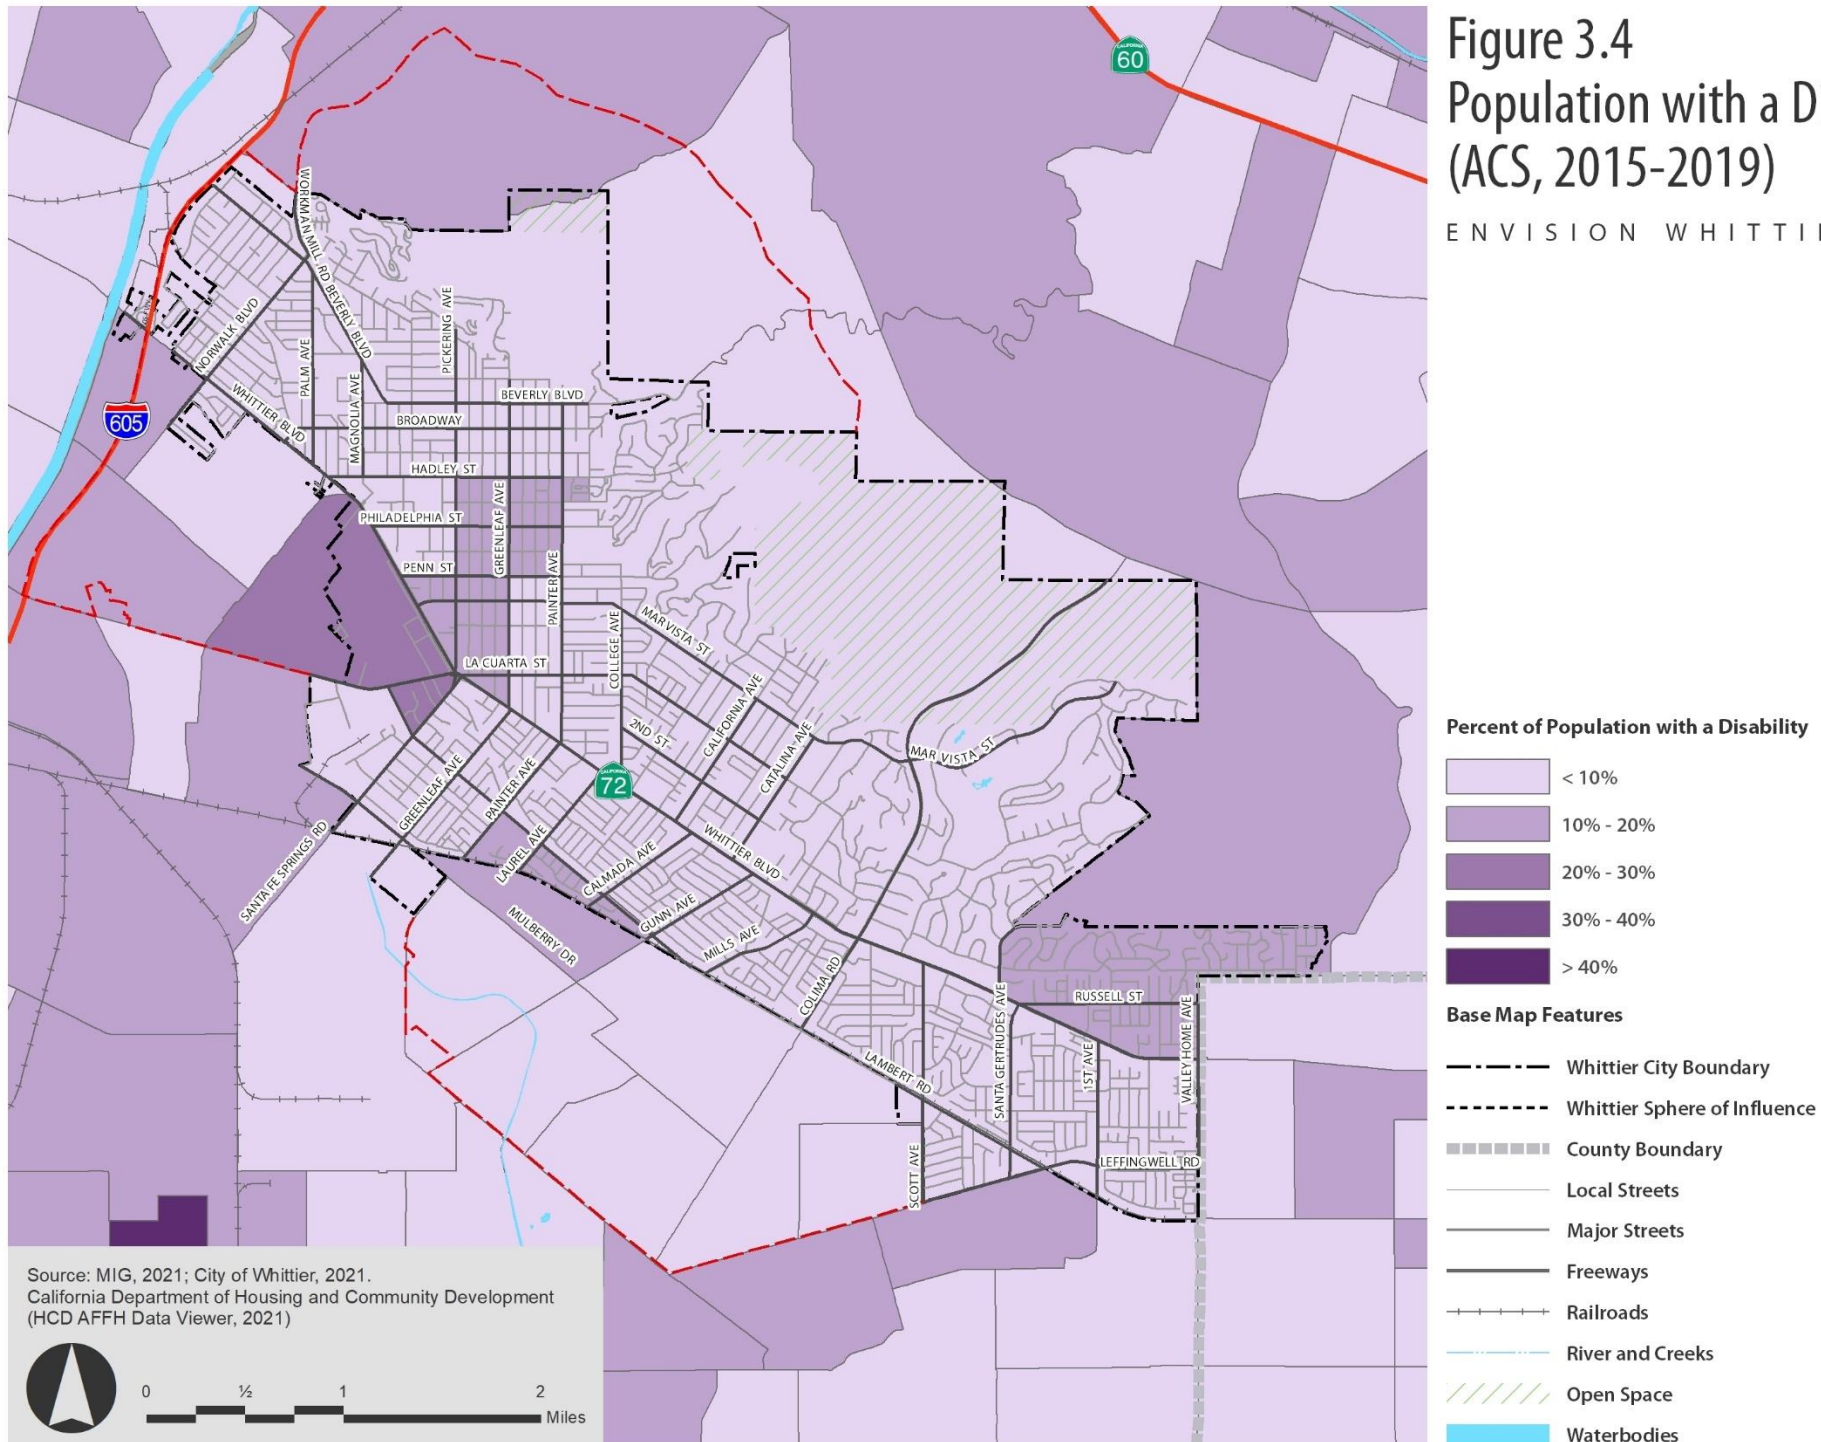 Figure 3.4
Population with a D
(ACS, 2015-2019)
ENVISION WHITTI
CALIFORNIA
60
WORKMAN MILL RD
BEVERLY BLVD
PICKERING AVE
NORWALK BLVD
PALM AVE
MAGNOLIA AVE
WHITTIER BLVD
BEVERLY BLVD
BROADWAY
605
HADLEY ST
GREENLEAF AVE
PHILADELPHIA ST
PENN ST
PAINTER AVE
COLLEGE AVE
MAR VISTA ST
LA CUARTA ST
CALIFORNIA AVE
2ND ST
CATALINA AVE
MAR VISTA ST
CALIFORNIA
72
GREENLEAF AVE
PAINTER AVE
LAUREL AVE
SANTA FE SPRINGS RD
CALMADA AVE
WHITTIER BLVD
GUNN AVE
MULBERRY DR
MILLS AVE
COLIMA RD
RUSSELL ST
SANTA GERTRUDES AVE
1ST AVE
VALLEY HOME AVE
LAMBERT RD
SCOTT AVE
LEFFINGWELL RD
Percent of Population with a Disability
< 10%
10% - 20%
20% - 30%
30% - 40%
> 40%
Base Map Features
Whittier City Boundary
Whittier Sphere of Influence
County Boundary
Local Streets
Major Streets
Freeways
Railroads
River and Creeks
Open Space
Waterbodies
Source: MIG, 2021; City of Whittier, 2021.
California Department of Housing and Community Development
(HCD AFFH Data Viewer, 2021)
0 ½ 1 2
Miles